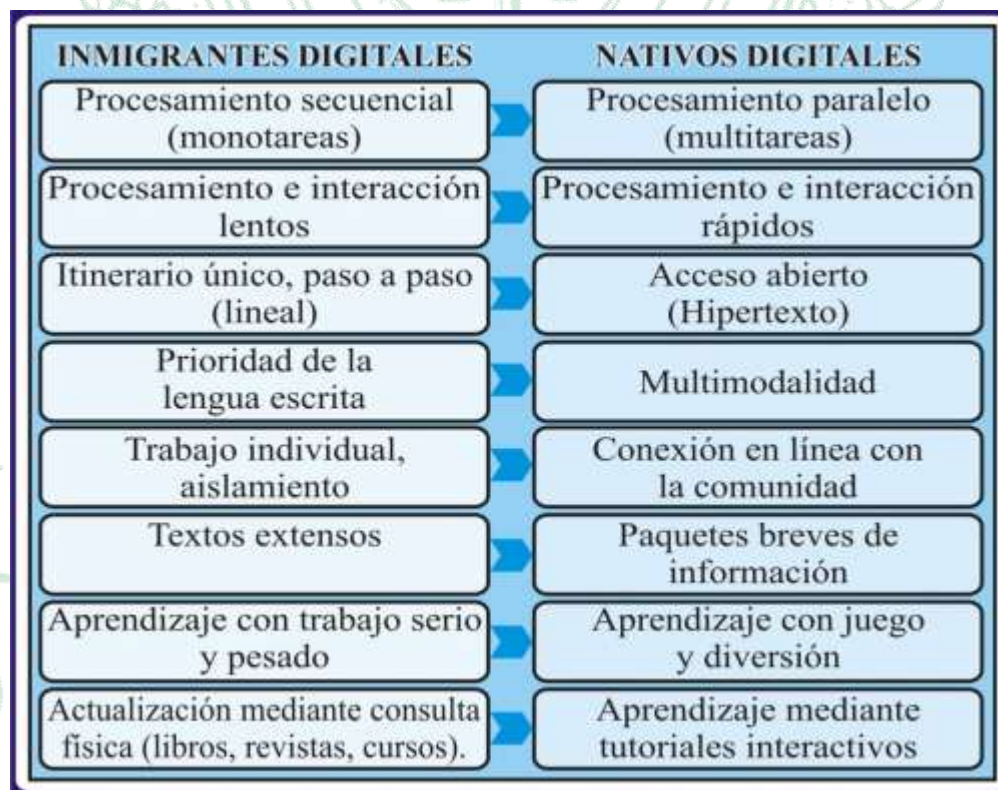 INMIGRANTES DIGITALES
NATIVOS DIGITALES
Procesamiento secuencial
(monotareas)
Procesamiento paralelo
(multitareas)
Procesamiento e interacción
lentos
Procesamiento e interacción
rápidos
Itinerario único, paso a paso
(lineal)
Acceso abierto
(Hipertexto)
Prioridad de la
lengua escrita
Multimodalidad
Trabajo individual,
aislamiento
Conexión en línea con
la comunidad
Textos extensos
Paquetes breves de
información
Aprendizaje con trabajo serio
y pesado
Aprendizaje con juego
y diversión
Actualización mediante consulta
física (libros, revistas, cursos).
Aprendizaje mediante
tutoriales interactivos